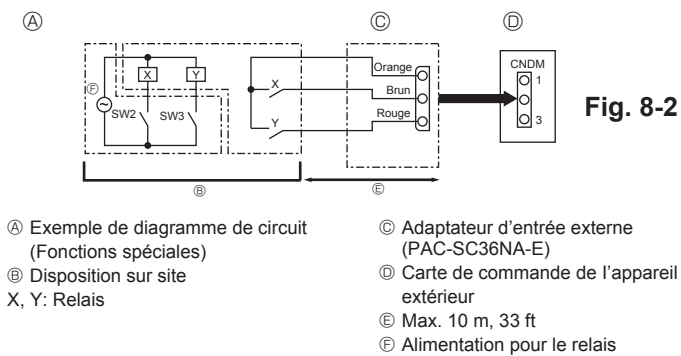 Ⓐ
Ⓒ
Ⓓ
Ⓕ
X
Y
SW2
SW3
X
Y
Orange
Brun
Rouge
CNDM
1
3
Fig. 8-2
Ⓑ
Ⓔ
Ⓐ Exemple de diagramme de circuit
(Fonctions spéciales)
Ⓑ Disposition sur site
X, Y: Relais
Ⓒ Adaptateur d'entrée externe
(PAC-SC36NA-E)
Ⓓ Carte de commande de l'appareil
extérieur
Ⓔ Max. 10 m, 33 ft
Ⓕ Alimentation pour le relais